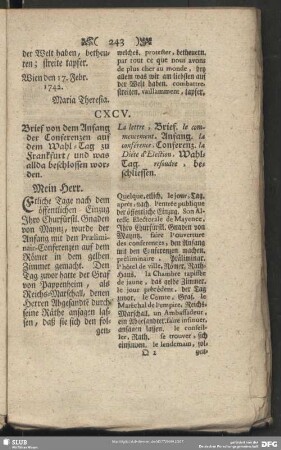 243
der Welt haben, betheu-
ren; streite tapfer.
Wien den 17. Febr.
1742.
Maria Theresia.
welches, protester, betheuern.
par tout ce que nous avons
de plus cher au monde, bey
allem was wir am liebsten auf
der Welt haben. combattre,
streiten, vaillamment, tapfer.
CXCV.
Brief von dem Anfang
der Conferenzen auf
dem Wahl-Tag zu
Frankfurt, und was
allda beschlossen wor-
den.
Mein Herr.
Etliche Tage nach dem
öffentlichen Einzug
Ihro Churfürstl. Gnaden
von Maynz, wurde der
Anfang mit den Prälimi-
nair-Conferenzen auf dem
Römer in dem gelben
Zimmer gemacht. Den
Tag zuvor hatte der Graf
von Pappenheim, als
Reichs-Marschall, denen
Herren Abgesandte durch
seine Räthe ansagen las-
sen, daß sie sich den fol-
gen-
La lettre, Brief. le com-
mencement, Anfang. la
conférence, Conferenz. la
Diète d'Election, Wahl-
Tag. resoudre, be-
schliessen.
Quelque, etlich. le jour, Tag.
après, nach. l'entrée publique
der öffentliche Einzug. Son Al-
tesse Electorale de Mayence,
Ihro Churfürstl. Gnaden von
Maynz. faire l'ouverture
des conferences, den Anfang
mit den Conferenzen machen.
préliminaire, Präliminair.
l'hôtel de ville, Römer, Rath-
Haus. la Chambre tapissée
de jaune, das gelbe Zimmer.
le jour précédent, der Tag
zuvor. le Comte, Graf. le
Maréchal de l'empire, Reichs-
Marschal. un Ambassadeur,
ein Abgesandter. faire insinuer,
ansagen lassen. le conseil-
ler, Rath. se trouver, sich
einfinden. le lendemain, fol-
Q 2
gen-
SLUB
DFG